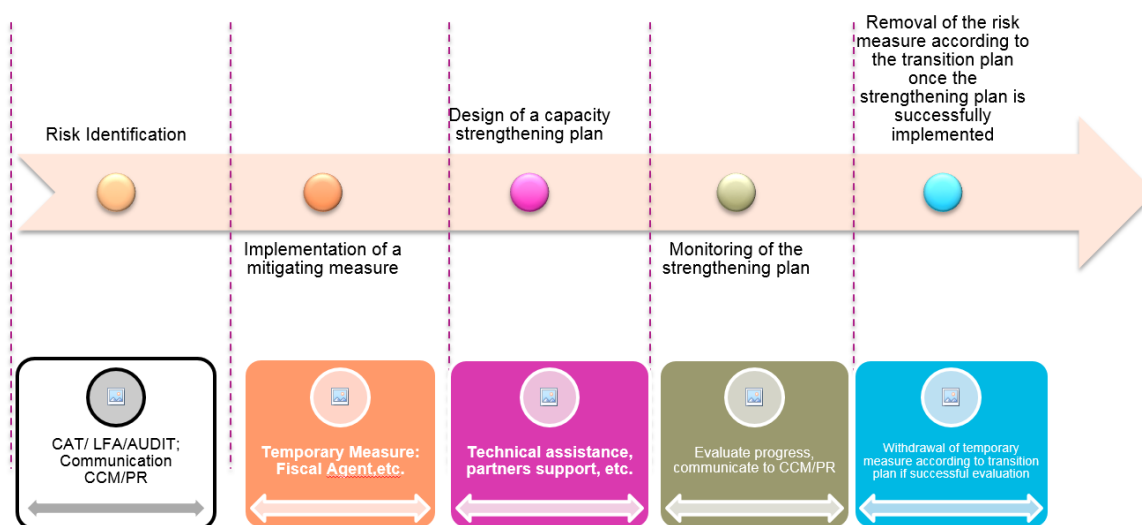 Risk Identification
Implementation of a
mitigating measure
Design of a capacity
strengthening plan
Monitoring of the
strengthening plan
Removal of the risk
measure according to
the transition plan
once the
strengthening plan is
successfully
implemented
CAT/ LFA/AUDIT;
Communication
CCM/PR
Temporary Measure:
Fiscal Agent,etc.
Technical assistance,
partners support, etc.
Evaluate progress,
communicate to CCM/PR
Withdrawal of temporary
measure according to transition
plan if successful evaluation